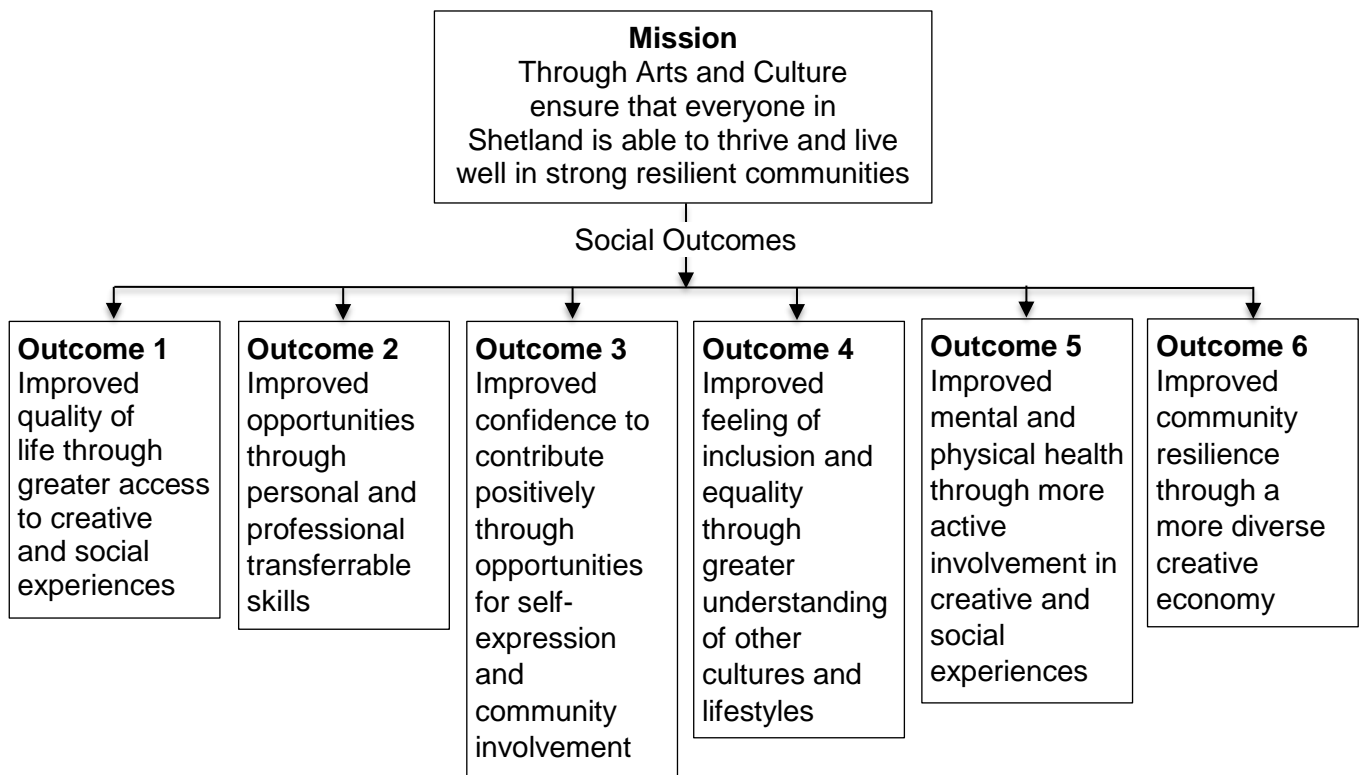 Mission
Through Arts and Culture
ensure that everyone in
Shetland is able to thrive and live
well in strong resilient communities
Social Outcomes
Outcome 1
Improved
quality of
life through
greater access
to creative
and social
experiences
Outcome 2
Improved
opportunities
through
personal and
professional
transferrable
skills
Outcome 3
Improved
confidence to
contribute
positively
through
opportunities
for self-
expression
and
community
involvement
Outcome 4
Improved
feeling of
inclusion and
equality
through
greater
understanding
of other
cultures and
lifestyles
Outcome 5
Improved
mental and
physical health
through more
active
involvement in
creative and
social
experiences
Outcome 6
Improved
community
resilience
through a
more diverse
creative
economy